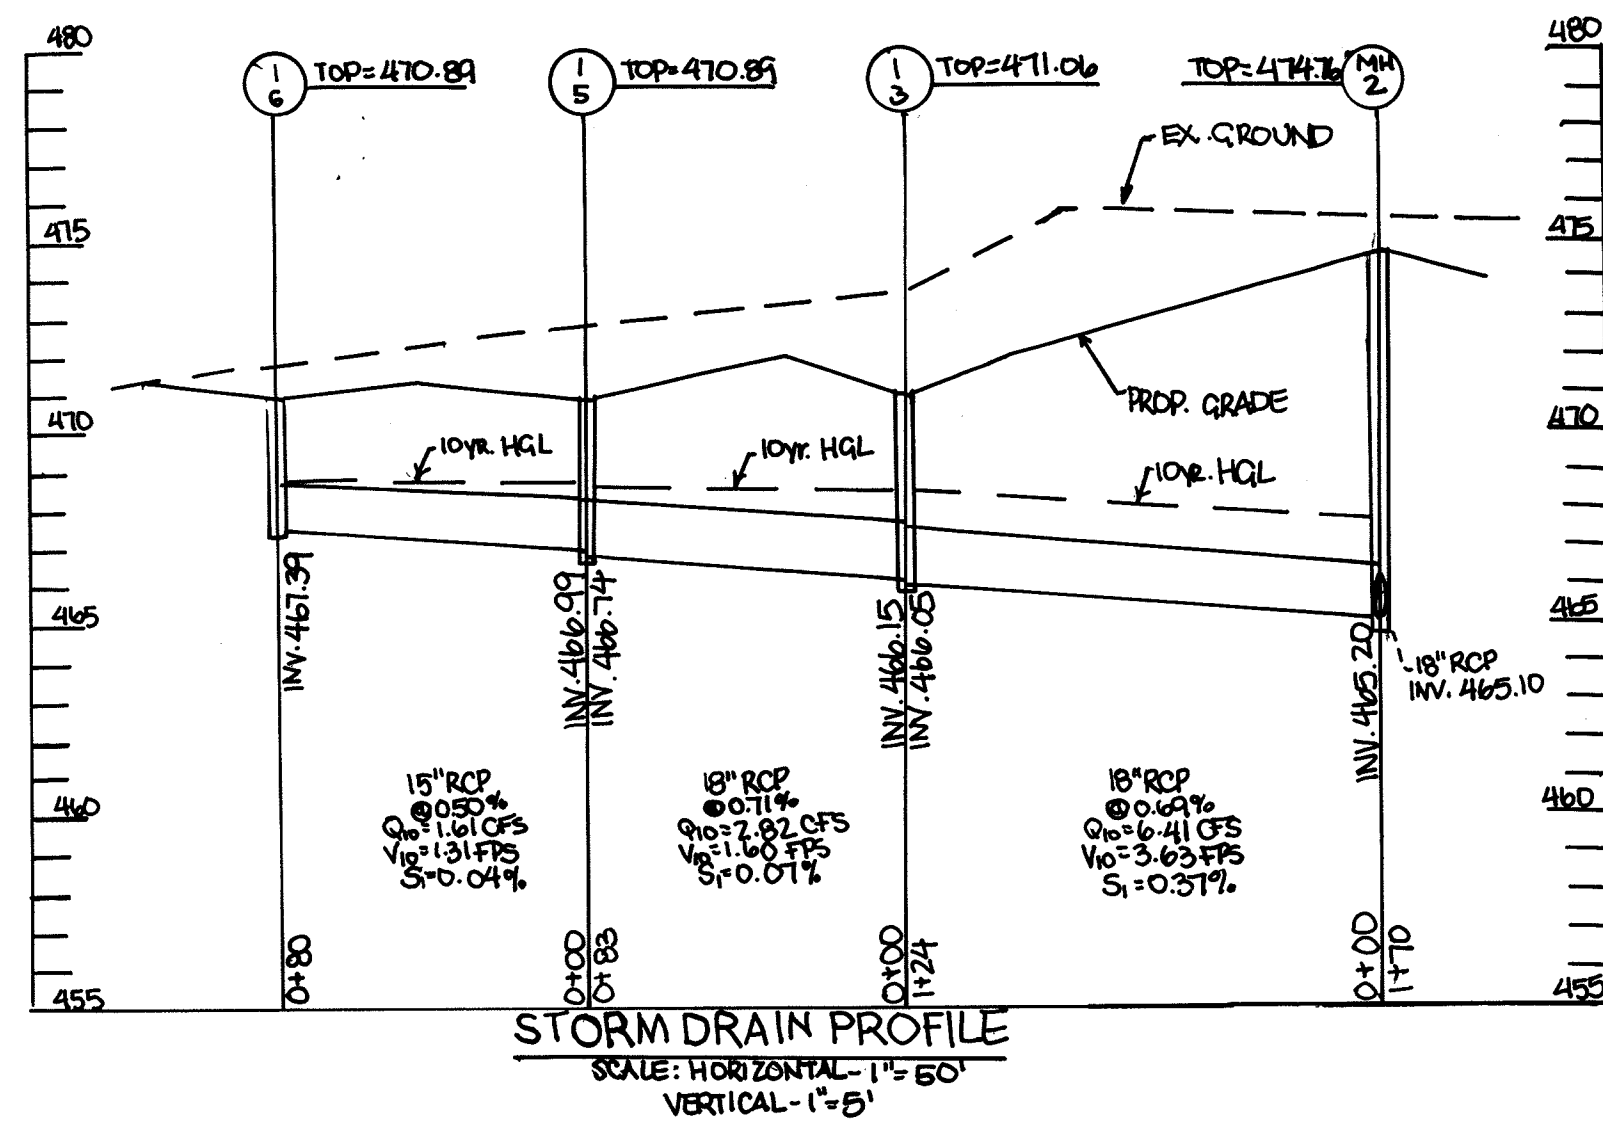 480
480
1
6
TOP=470.89
1
5
TOP=470.89
1
3
TOP=471.06
TOP=474.76
MH
2
EX. GROUND
475
475
PROP. GRADE
470
470
10yr. HGL
10yr. HGL
10yr. HGL
465
465
INV. 467.39
INV. 466.99
INV. 466.74
INV. 466.15
INV. 466.05
INV. 465.20
18" RCP
INV. 465.10
460
460
15" RCP
@ 0.50%
Q10=1.61 CFS
V10=1.31 FPS
S1=0.04%
18" RCP
@ 0.71%
Q10=2.82 CFS
V10=1.60 FPS
S1=0.07%
18" RCP
@ 0.69%
Q10=6.41 CFS
V10=3.63 FPS
S1=0.37%
0+80
0+00
0+83
0+00
1+24
0+00
1+70
455
455
STORM DRAIN PROFILE
SCALE: HORIZONTAL-1"=50'
VERTICAL-1"=5'